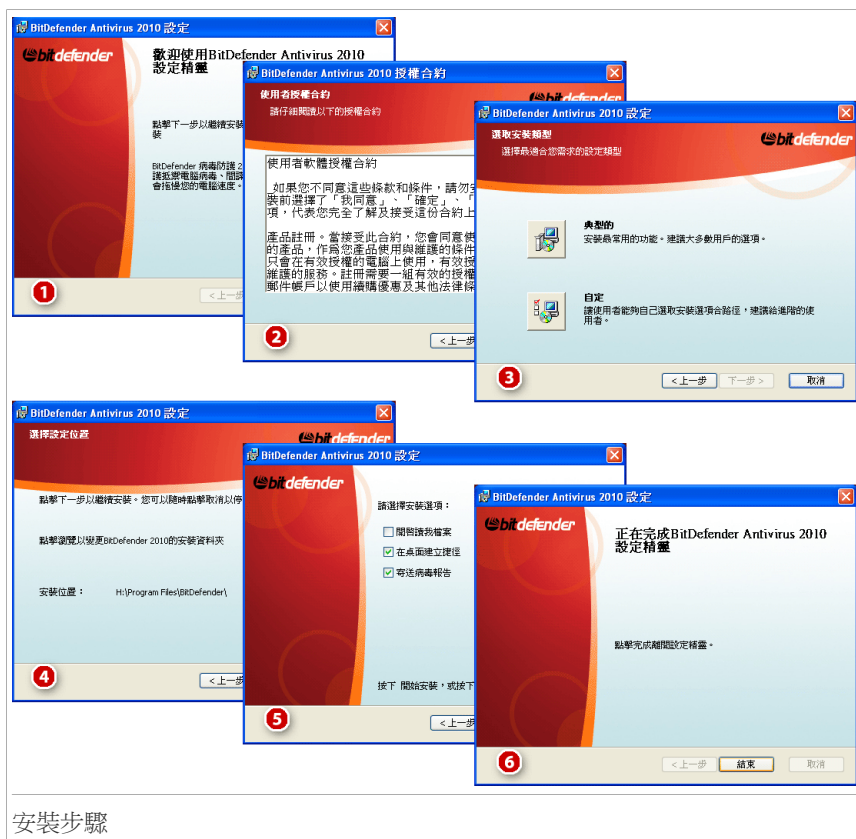 BitDefender Antivirus 2010 設定
bitdefender
歡迎使用BitDefender Antivirus 2010
設定精靈
點擊下一步以繼續安裝
裝
BitDefender 病毒防護 2
護抵禦電腦病毒、間諜
會拖慢您的電腦速度。
<上一步
1
BitDefender Antivirus 2010 授權合約
使用者授權合約
請仔細閱讀以下的授權合約
bitdefender
使用者軟體授權合約
如果您不同意這些條款和條件，請勿安
裝前選擇了「我同意」、「確定」、「
項，代表您完全了解及接受這份合約上
產品註冊。當接受此合約，您會同意使
的產品，作為您產品使用與維護的條件
只會在有效授權的電腦上使用，有效授
維護的服務。註冊需要一組有效的授權
郵件帳戶以使用續購優惠及其他法律條
<上一步
2
BitDefender Antivirus 2010 設定
選取安裝類型
選擇最適合您需求的設定類型
bitdefender
典型的
安裝最常用的功能。建議大多數用戶的選項。
自定
讓使用者能夠自己選取安裝選項合路徑，建議給進階的使
用者。
<上一步
下一步>
取消
3
BitDefender Antivirus 2010 設定
選擇設定位置
bitdefender
點擊下一步以繼續安裝。您可以隨時點擊取消以停
點擊瀏覽以變更BitDefender 2010的安裝資料夾
安裝位置：
H:\Program Files\BitDefender\
<上一步
4
BitDefender Antivirus 2010 設定
bitdefender
請選擇安裝選項：
開啟讀我檔案
在桌面建立捷徑
寄送病毒報告
按下 開始安裝，或按下
<上一步
5
BitDefender Antivirus 2010 設定
bitdefender
正在完成BitDefender Antivirus 2010
設定精靈
點擊完成離開設定精靈。
<上一步
結束
取消
6
安裝步驟